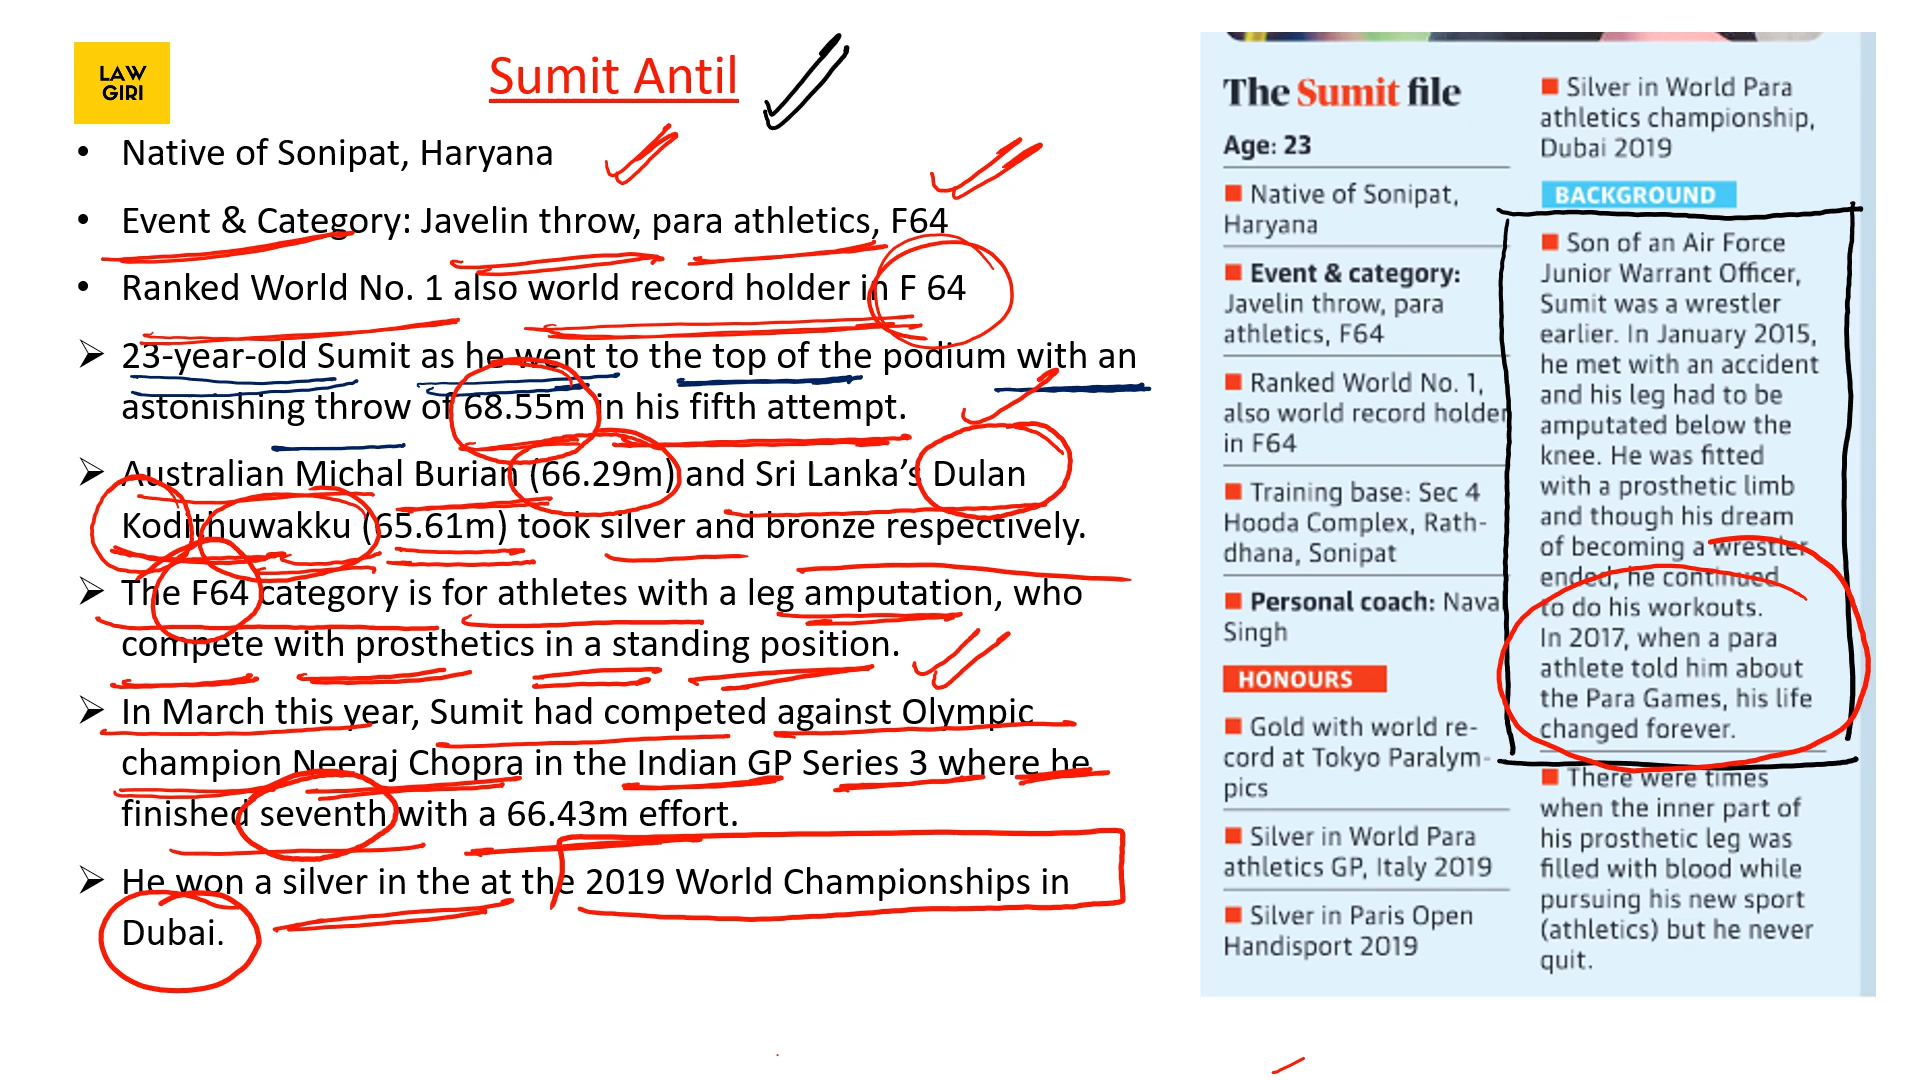 LAW
GIRI
Sumit Antil
• Native of Sonipat, Haryana
• Event & Category: Javelin throw, para athletics, F64
• Ranked World No. 1 also world record holder in F 64
➢ 23-year-old Sumit as he went to the top of the podium with an
astonishing throw of 68.55m in his fifth attempt.
➢ Australian Michal Burian (66.29m) and Sri Lanka’s Dulan
Kodithuwakku (65.61m) took silver and bronze respectively.
➢ The F64 category is for athletes with a leg amputation, who
compete with prosthetics in a standing position.
➢ In March this year, Sumit had competed against Olympic
champion Neeraj Chopra in the Indian GP Series 3 where he
finished seventh with a 66.43m effort.
➢ He won a silver in the at the 2019 World Championships in
Dubai.
The Sumit file
Age: 23
Native of Sonipat,
Haryana
Event & category:
Javelin throw, para
athletics, F64
Ranked World No. 1,
also world record holder
in F64
Training base: Sec 4
Hooda Complex, Rath-
dhana, Sonipat
Personal coach: Nava
Singh
HONOURS
Gold with world re-
cord at Tokyo Paralym-
pics
Silver in World Para
athletics GP, Italy 2019
Silver in Paris Open
Handisport 2019
Silver in World Para
athletics championship,
Dubai 2019
BACKGROUND
Son of an Air Force
Junior Warrant Officer,
Sumit was a wrestler
earlier. In January 2015,
he met with an accident
and his leg had to be
amputated below the
knee. He was fitted
with a prosthetic limb
and though his dream
of becoming a wrestler
ended, he continued
to do his workouts.
In 2017, when a para
athlete told him about
the Para Games, his life
changed forever.
There were times
when the inner part of
his prosthetic leg was
filled with blood while
pursuing his new sport
(athletics) but he never
quit.